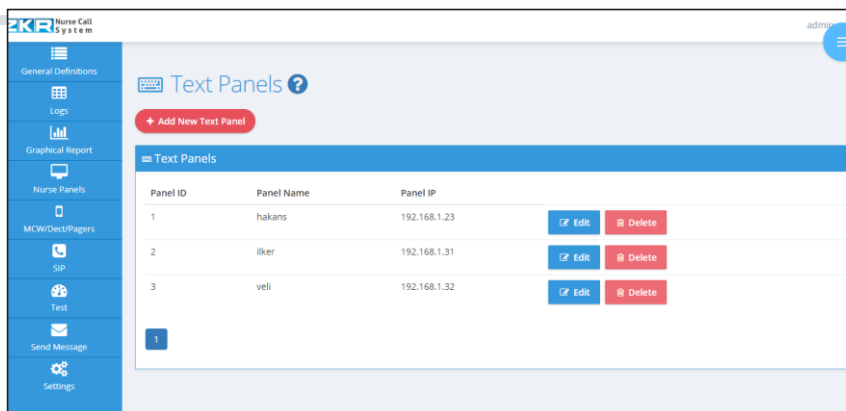 ZKR Nurse Call
System
admin
General Definitions
Logs
Graphical Report
Nurse Panels
MCW/Dect/Pagers
SIP
Test
Send Message
Settings
Text Panels ?
+ Add New Text Panel
Text Panels
Panel ID Panel Name Panel IP
1 hakans 192.168.1.23 Edit Delete
2 ilker 192.168.1.31 Edit Delete
3 veli 192.168.1.32 Edit Delete
1